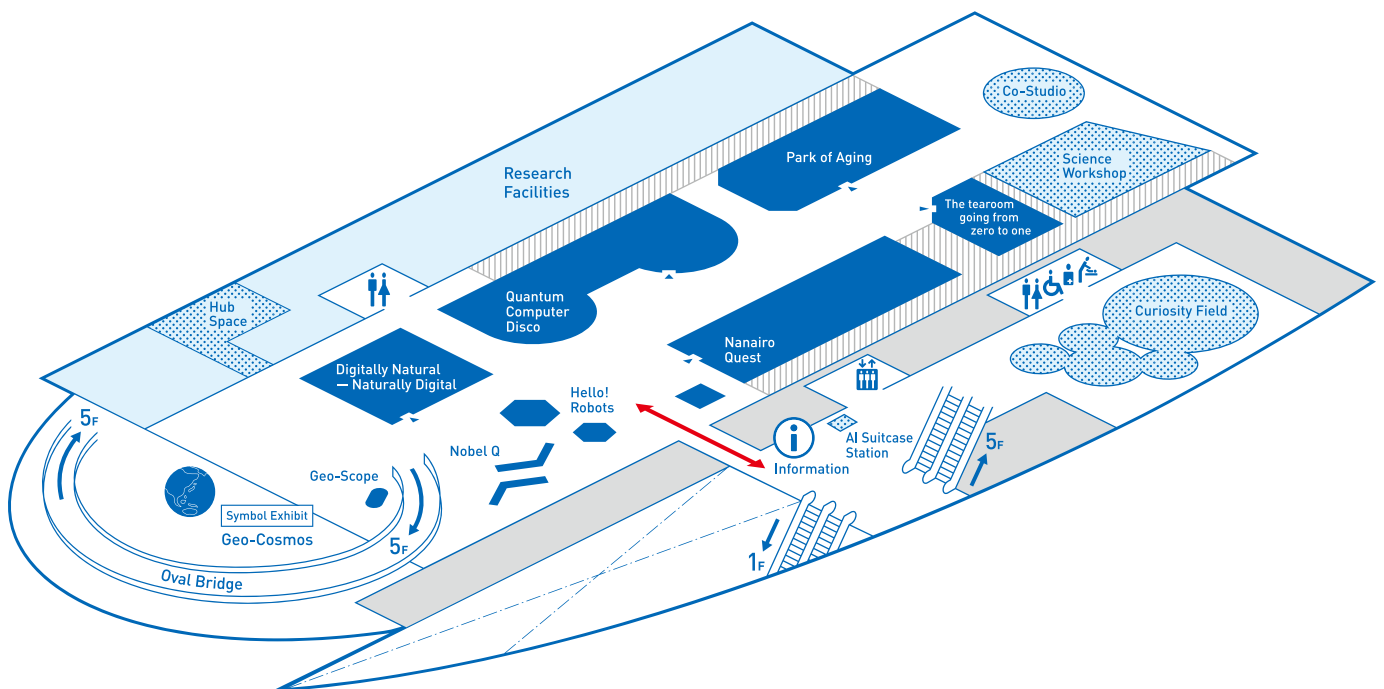 Co-Studio
Park of Aging
Science
Workshop
Research
Facilities
The tearoom
going from
zero to one
Hub
Space
Quantum
Computer
Disco
Curiosity Field
Nanairo
Quest
Digitally Natural
— Naturally Digital
Hello!
Robots
5F
Nobel Q
Geo-Scope
AI Suitcase
Station
Information
5F
Symbol Exhibit
Geo-Cosmos
5F
1F
Oval Bridge